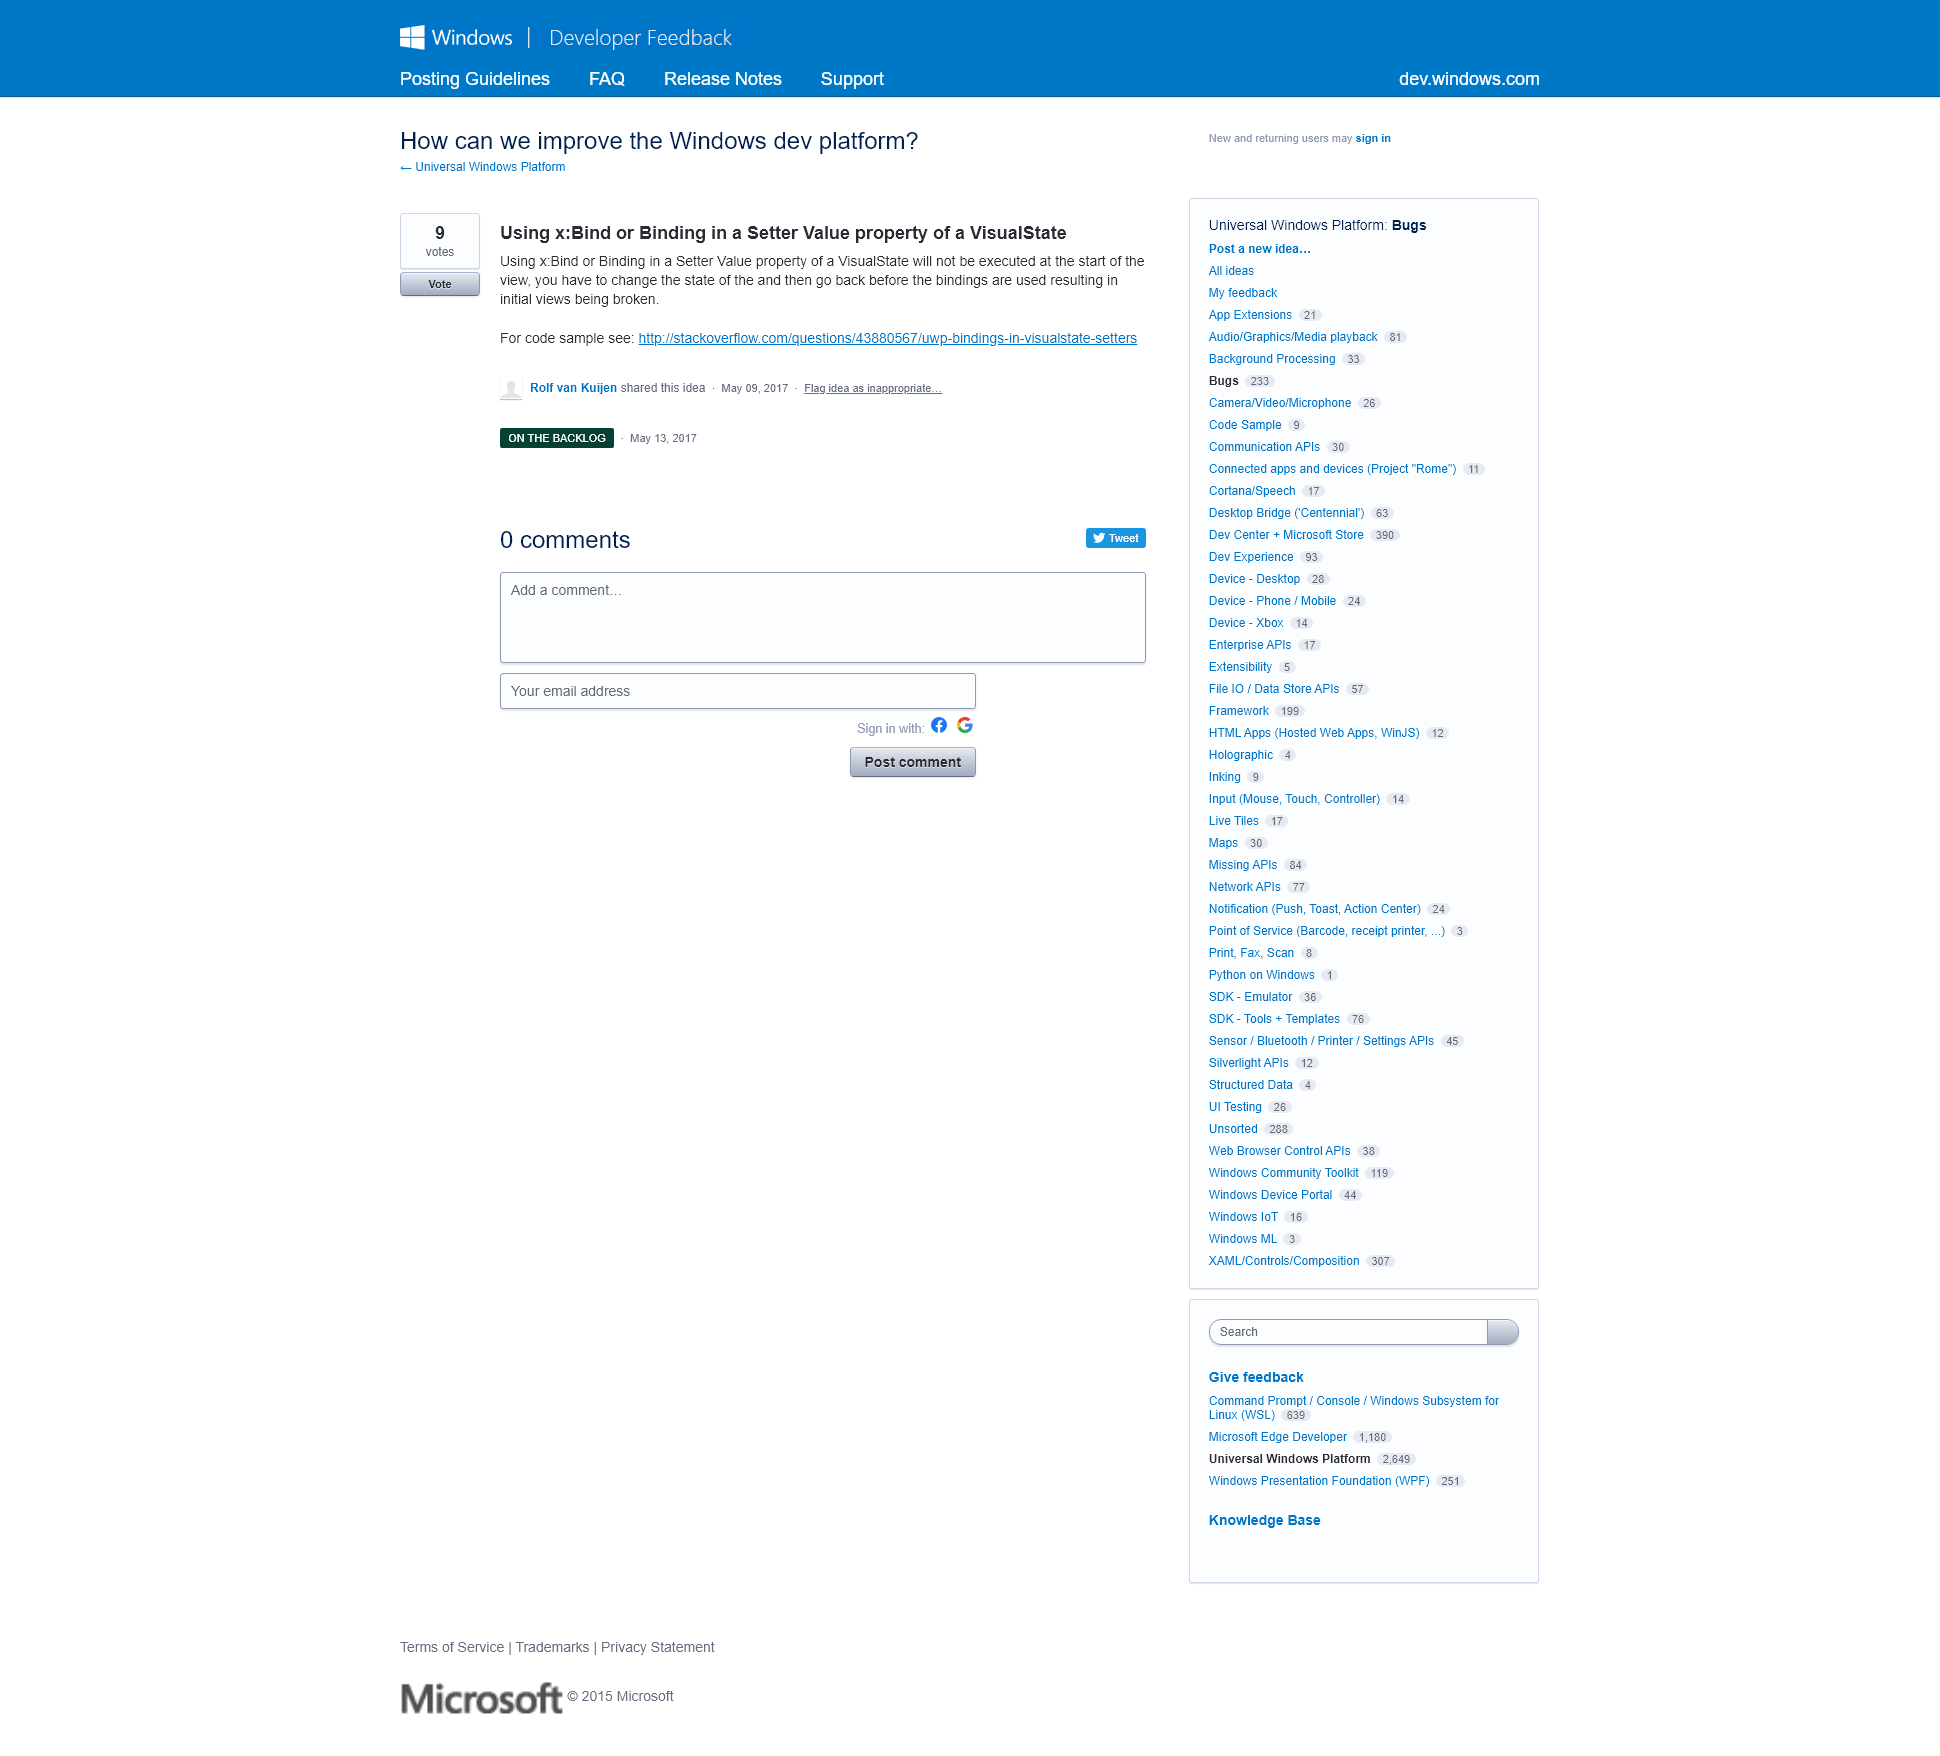 Windows | Developer Feedback
Posting Guidelines FAQ Release Notes Support dev.windows.com
How can we improve the Windows dev platform?
← Universal Windows Platform
New and returning users may sign in
9
votes
Vote
Using x:Bind or Binding in a Setter Value property of a VisualState
Using x:Bind or Binding in a Setter Value property of a VisualState will not be executed at the start of the
view, you have to change the state of the and then go back before the bindings are used resulting in
initial views being broken.
For code sample see: http://stackoverflow.com/questions/43880567/uwp-bindings-in-visualstate-setters
Rolf van Kuijen shared this idea · May 09, 2017 · Flag idea as inappropriate…
ON THE BACKLOG · May 13, 2017
0 comments
Tweet
Add a comment…
Your email address
Sign in with:
Post comment
Universal Windows Platform: Bugs
Post a new idea…
All ideas
My feedback
App Extensions 21
Audio/Graphics/Media playback 81
Background Processing 33
Bugs 233
Camera/Video/Microphone 26
Code Sample 9
Communication APIs 30
Connected apps and devices (Project "Rome") 11
Cortana/Speech 17
Desktop Bridge ('Centennial') 63
Dev Center + Microsoft Store 390
Dev Experience 93
Device - Desktop 28
Device - Phone / Mobile 24
Device - Xbox 14
Enterprise APIs 17
Extensibility 5
File IO / Data Store APIs 57
Framework 199
HTML Apps (Hosted Web Apps, WinJS) 12
Holographic 4
Inking 9
Input (Mouse, Touch, Controller) 14
Live Tiles 17
Maps 30
Missing APIs 84
Network APIs 77
Notification (Push, Toast, Action Center) 24
Point of Service (Barcode, receipt printer, ...) 3
Print, Fax, Scan 8
Python on Windows 1
SDK - Emulator 36
SDK - Tools + Templates 76
Sensor / Bluetooth / Printer / Settings APIs 45
Silverlight APIs 12
Structured Data 4
UI Testing 26
Unsorted 288
Web Browser Control APIs 38
Windows Community Toolkit 119
Windows Device Portal 44
Windows IoT 16
Windows ML 3
XAML/Controls/Composition 307
Search
Give feedback
Command Prompt / Console / Windows Subsystem for
Linux (WSL) 639
Microsoft Edge Developer 1,180
Universal Windows Platform 2,649
Windows Presentation Foundation (WPF) 251
Knowledge Base
Terms of Service | Trademarks | Privacy Statement
Microsoft © 2015 Microsoft